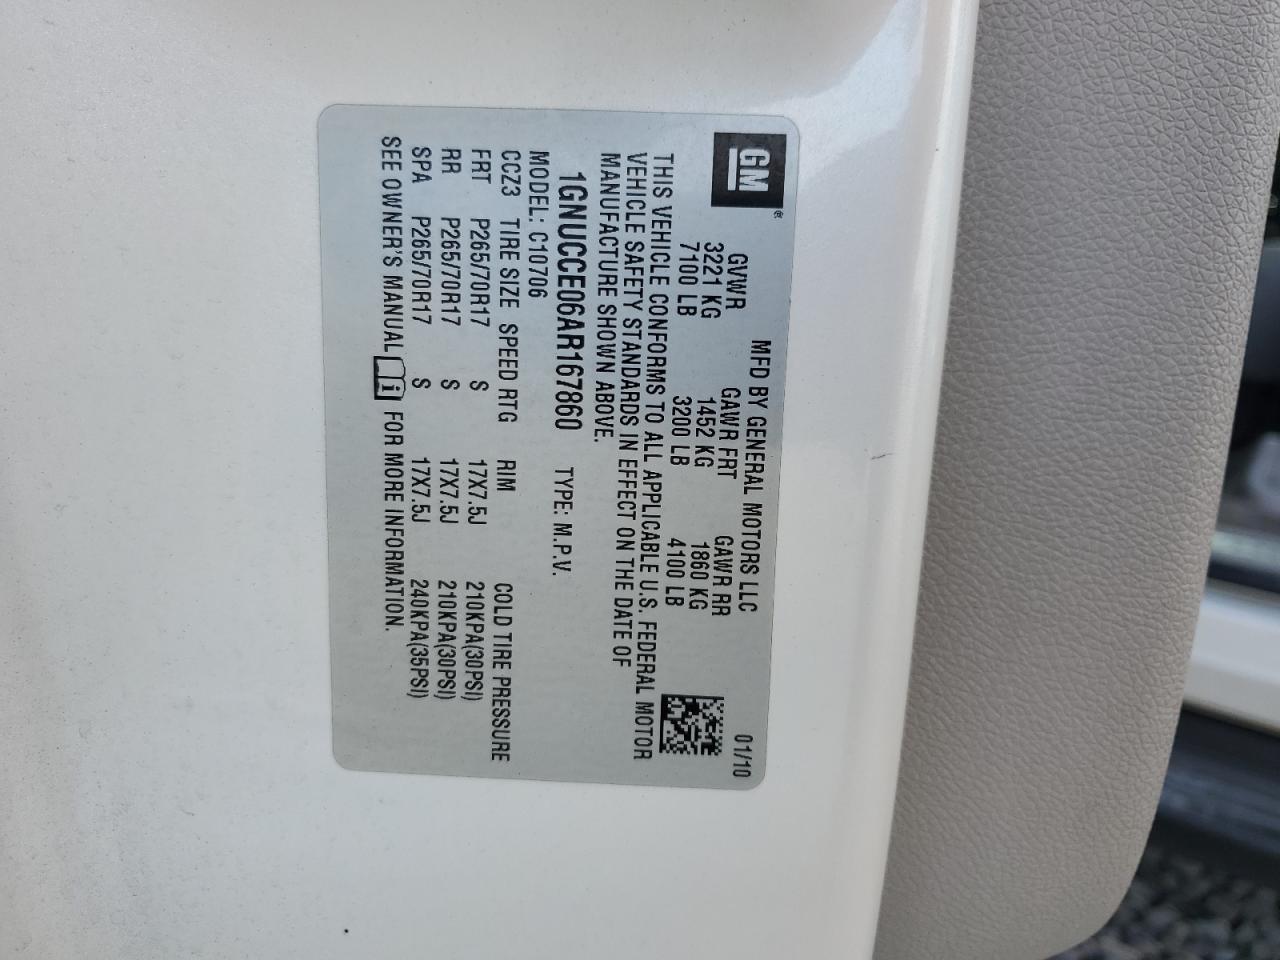 GM®
MFD BY GENERAL MOTORS LLC 01/10
GVWR GAWR FRT GAWR RR
3221 KG 1452 KG 1860 KG
7100 LB 3200 LB 4100 LB
THIS VEHICLE CONFORMS TO ALL APPLICABLE U.S. FEDERAL MOTOR
VEHICLE SAFETY STANDARDS IN EFFECT ON THE DATE OF
MANUFACTURE SHOWN ABOVE.
1GNUCCE06AR167860 TYPE: M.P.V.
MODEL: C10706
CCZ3 TIRE SIZE SPEED RTG RIM COLD TIRE PRESSURE
FRT P265/70R17 S 17X7.5J 210KPA(30PSI)
RR P265/70R17 S 17X7.5J 210KPA(30PSI)
SPA P265/70R17 S 17X7.5J 240KPA(35PSI)
SEE OWNER'S MANUAL i FOR MORE INFORMATION.